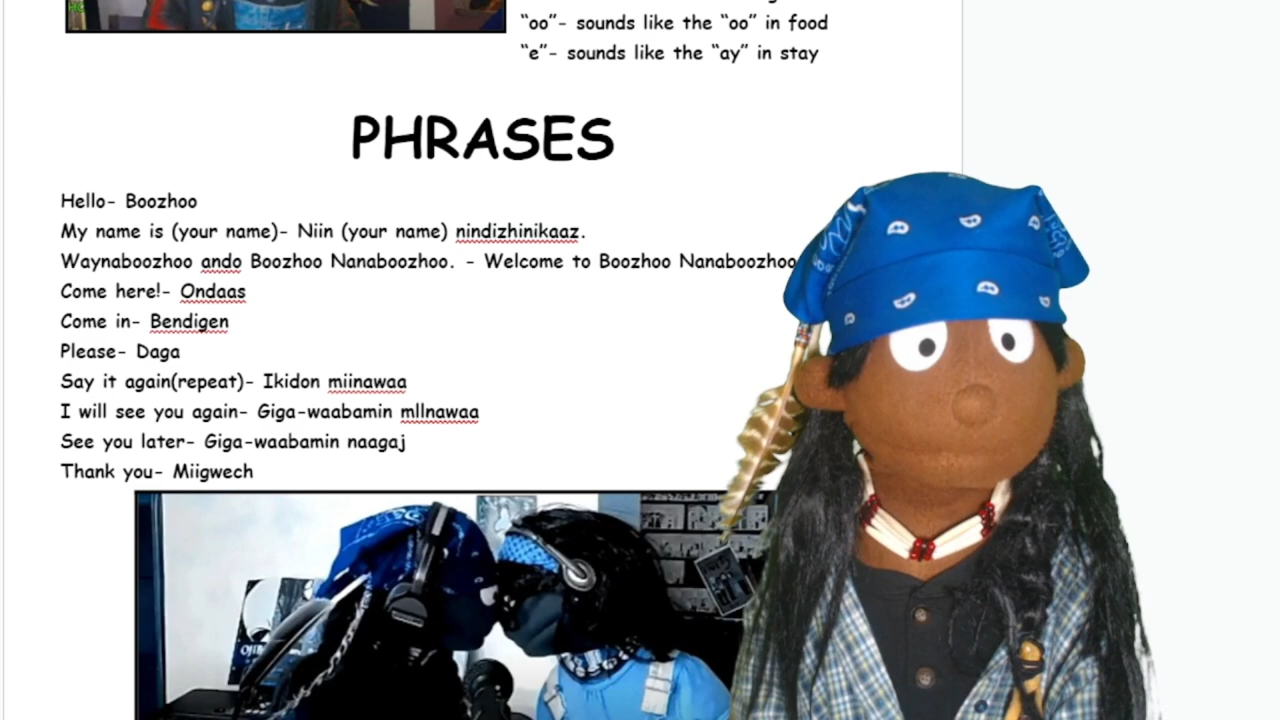 “oo”- sounds like the “oo” in food
“e”- sounds like the “ay” in stay
PHRASES
Hello- Boozhoo
My name is (your name)- Niin (your name) nindizhinikaaz.
Waynaboozhoo ando Boozhoo Nanaboozhoo. - Welcome to Boozhoo Nanaboozhoo
Come here!- Ondaas
Come in- Bendigen
Please- Daga
Say it again(repeat)- Ikidon miinawaa
I will see you again- Giga-waabamin mllnawaa
See you later- Giga-waabamin naagaj
Thank you- Miigwech